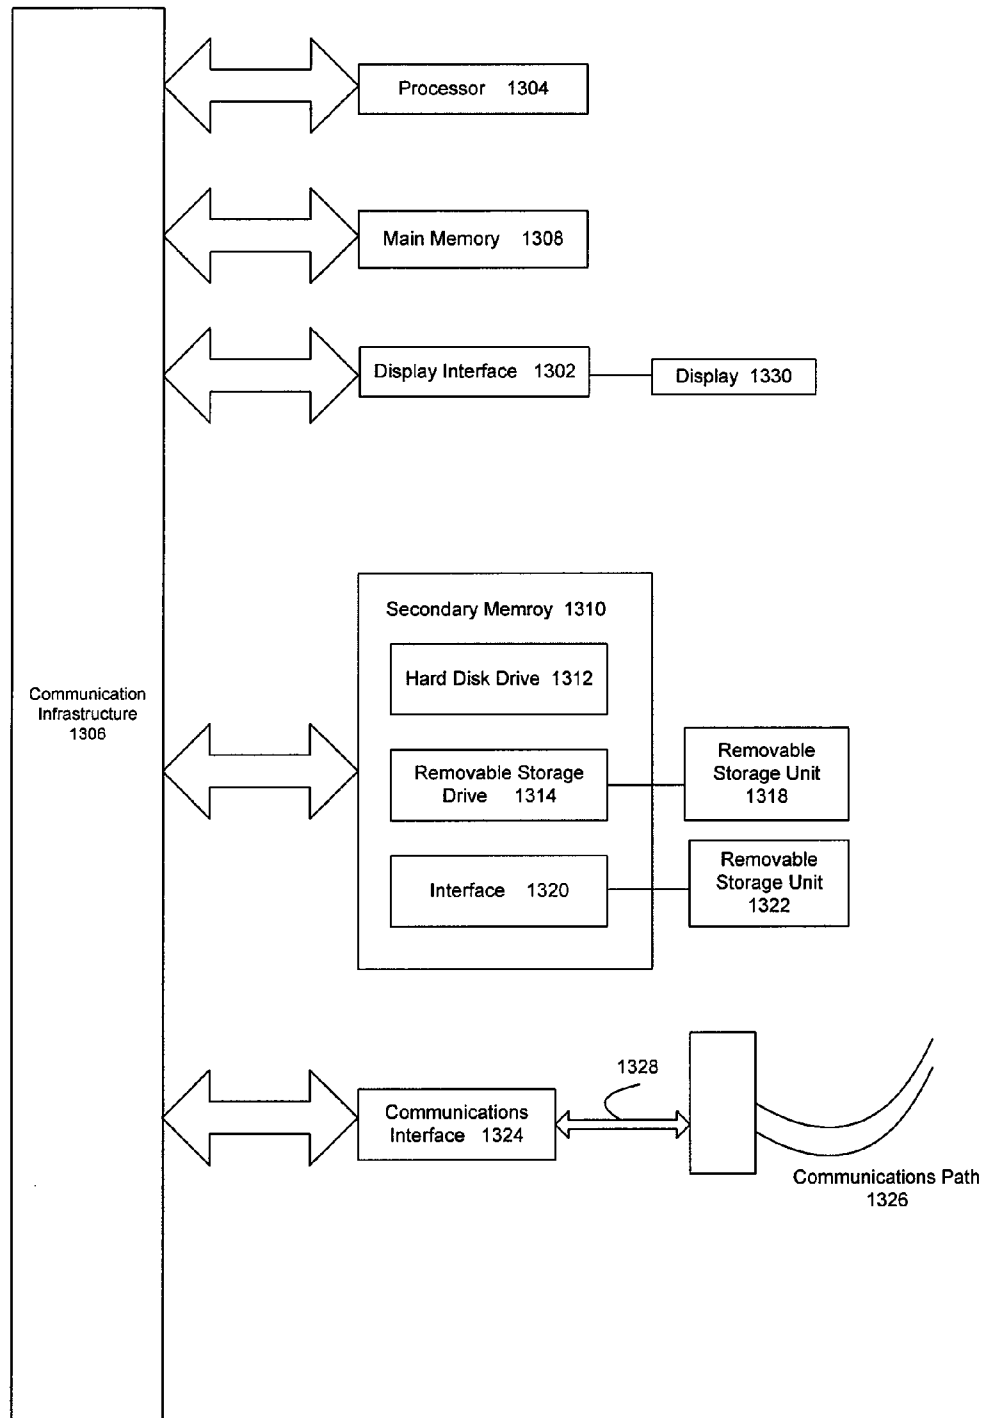 Processor 1304
Main Memory 1308
Display Interface 1302
Display 1330
Secondary Memroy 1310
Hard Disk Drive 1312
Communication
Infrastructure
1306
Removable Storage
Drive 1314
Removable
Storage Unit
1318
Interface 1320
Removable
Storage Unit
1322
1328
Communications
Interface 1324
Communications Path
1326